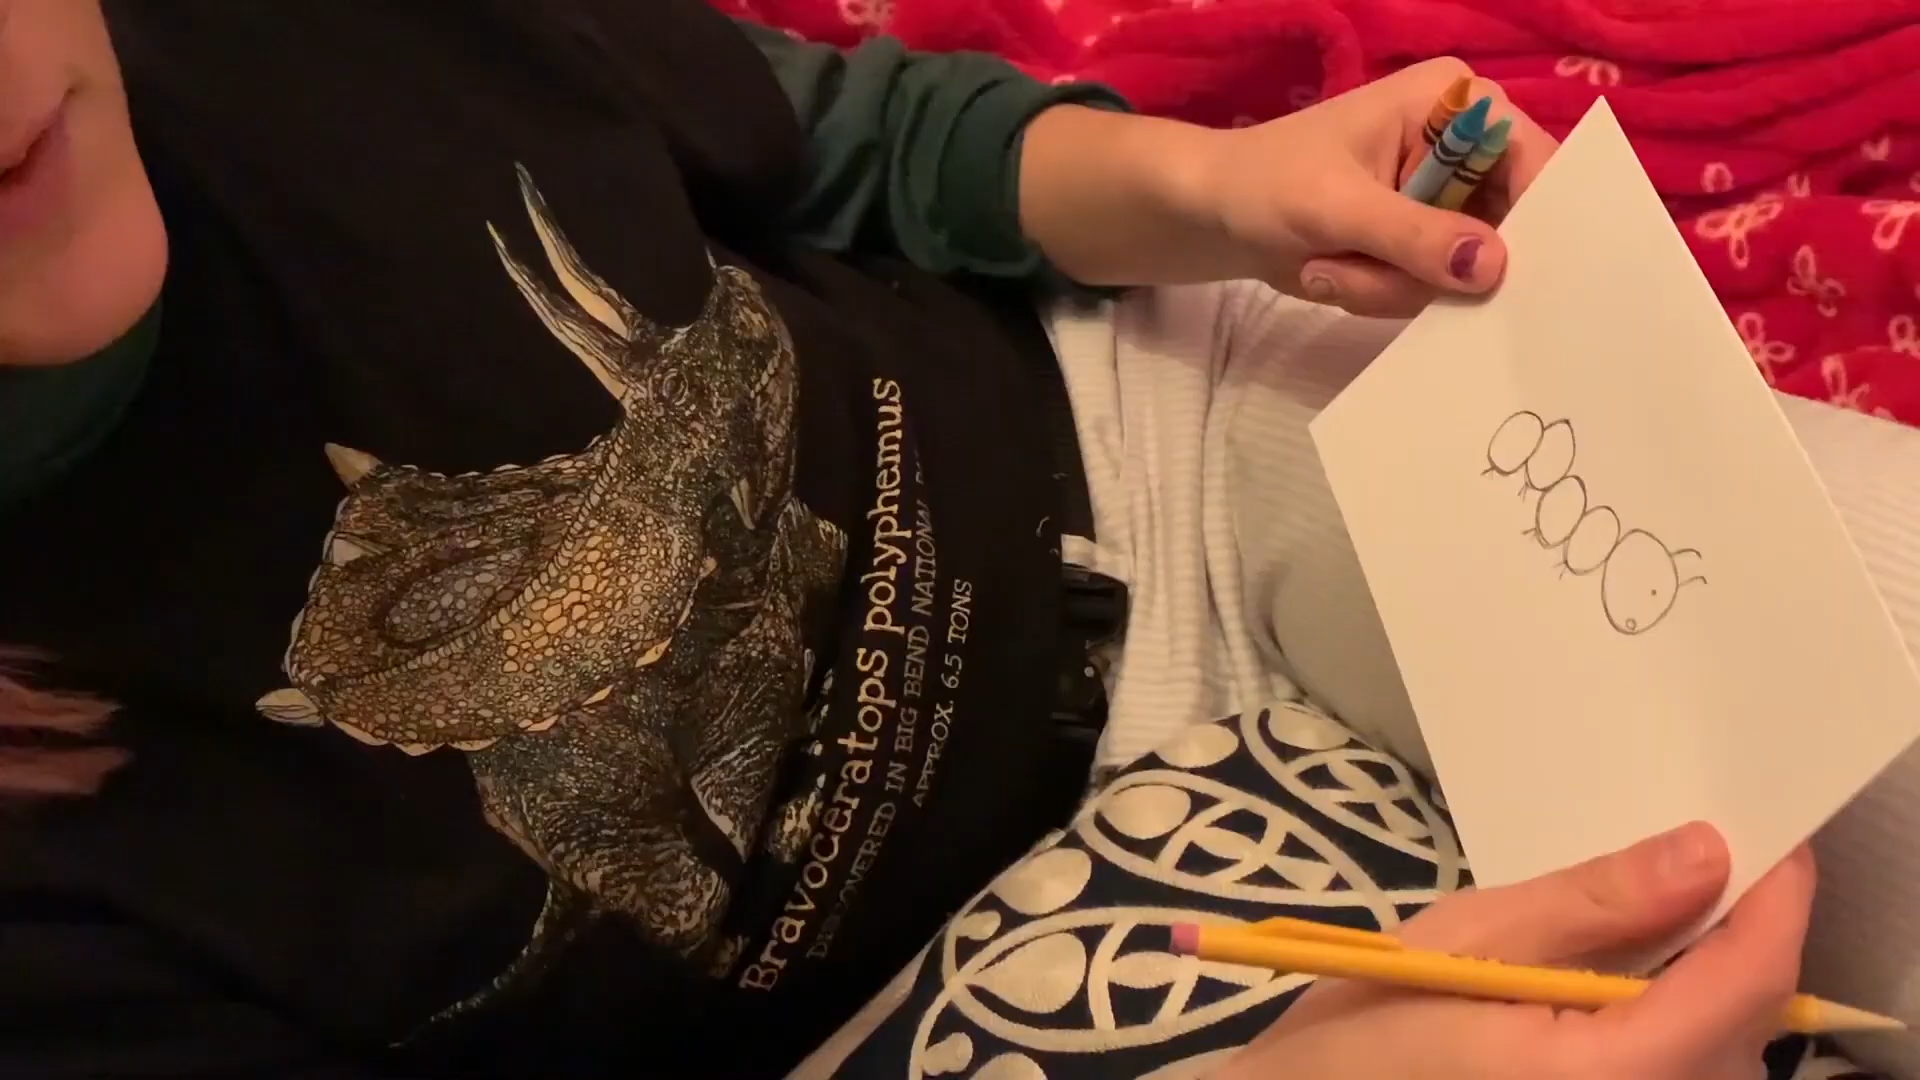 Bravoceratops polyphemus
DISCOVERED IN BIG BEND NATIONAL
APPROX. 6.5 TONS